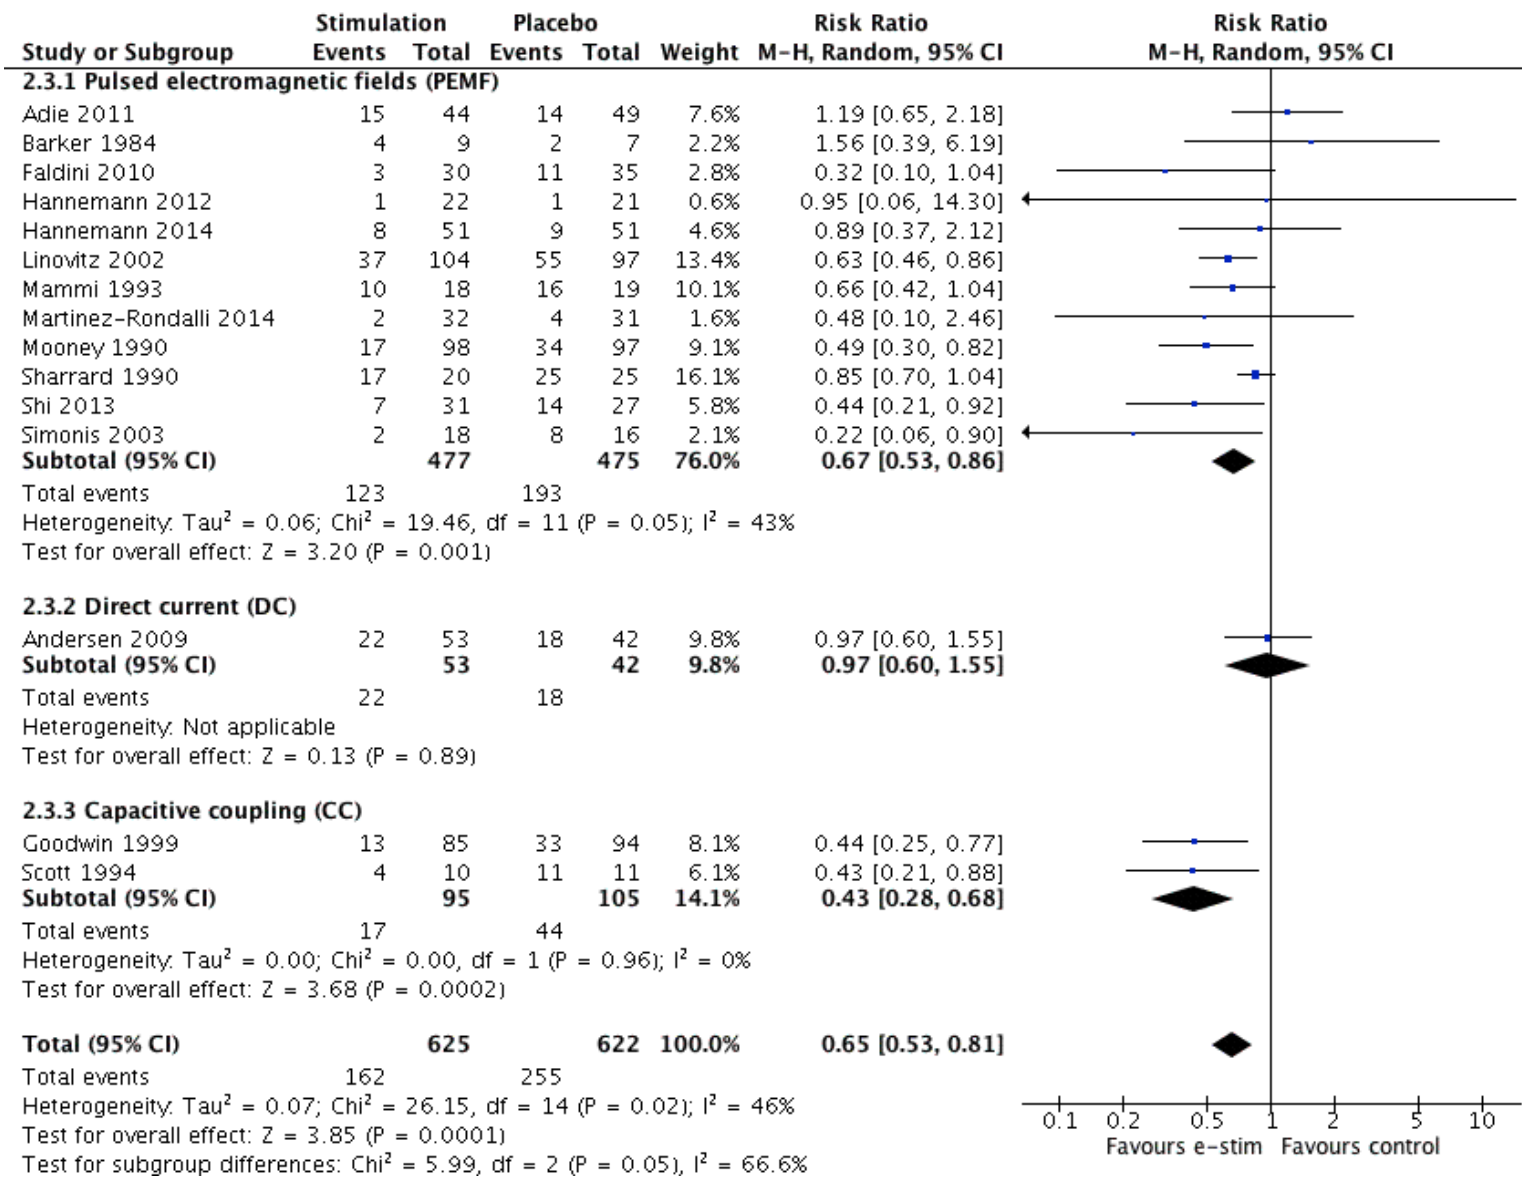 Stimulation Placebo Risk Ratio Risk Ratio
Study or Subgroup Events Total Events Total Weight M-H, Random, 95% CI M-H, Random, 95% CI
2.3.1 Pulsed electromagnetic fields (PEMF)
Adie 2011 15 44 14 49 7.6% 1.19 [0.65, 2.18]
Barker 1984 4 9 2 7 2.2% 1.56 [0.39, 6.19]
Faldini 2010 3 30 11 35 2.8% 0.32 [0.10, 1.04]
Hannemann 2012 1 22 1 21 0.6% 0.95 [0.06, 14.30]
Hannemann 2014 8 51 9 51 4.6% 0.89 [0.37, 2.12]
Linovitz 2002 37 104 55 97 13.4% 0.63 [0.46, 0.86]
Mammi 1993 10 18 16 19 10.1% 0.66 [0.42, 1.04]
Martinez-Rondalli 2014 2 32 4 31 1.6% 0.48 [0.10, 2.46]
Mooney 1990 17 98 34 97 9.1% 0.49 [0.30, 0.82]
Sharrard 1990 17 20 25 25 16.1% 0.85 [0.70, 1.04]
Shi 2013 7 31 14 27 5.8% 0.44 [0.21, 0.92]
Simonis 2003 2 18 8 16 2.1% 0.22 [0.06, 0.90]
Subtotal (95% CI) 477 475 76.0% 0.67 [0.53, 0.86]
Total events 123 193
Heterogeneity: Tau² = 0.06; Chi² = 19.46, df = 11 (P = 0.05); I² = 43%
Test for overall effect: Z = 3.20 (P = 0.001)
2.3.2 Direct current (DC)
Andersen 2009 22 53 18 42 9.8% 0.97 [0.60, 1.55]
Subtotal (95% CI) 53 42 9.8% 0.97 [0.60, 1.55]
Total events 22 18
Heterogeneity: Not applicable
Test for overall effect: Z = 0.13 (P = 0.89)
2.3.3 Capacitive coupling (CC)
Goodwin 1999 13 85 33 94 8.1% 0.44 [0.25, 0.77]
Scott 1994 4 10 11 11 6.1% 0.43 [0.21, 0.88]
Subtotal (95% CI) 95 105 14.1% 0.43 [0.28, 0.68]
Total events 17 44
Heterogeneity: Tau² = 0.00; Chi² = 0.00, df = 1 (P = 0.96); I² = 0%
Test for overall effect: Z = 3.68 (P = 0.0002)
Total (95% CI) 625 622 100.0% 0.65 [0.53, 0.81]
Total events 162 255
Heterogeneity: Tau² = 0.07; Chi² = 26.15, df = 14 (P = 0.02); I² = 46%
Test for overall effect: Z = 3.85 (P = 0.0001)
Test for subgroup differences: Chi² = 5.99, df = 2 (P = 0.05), I² = 66.6%
0.1 0.2 0.5 1 2 5 10
Favours e-stim Favours control